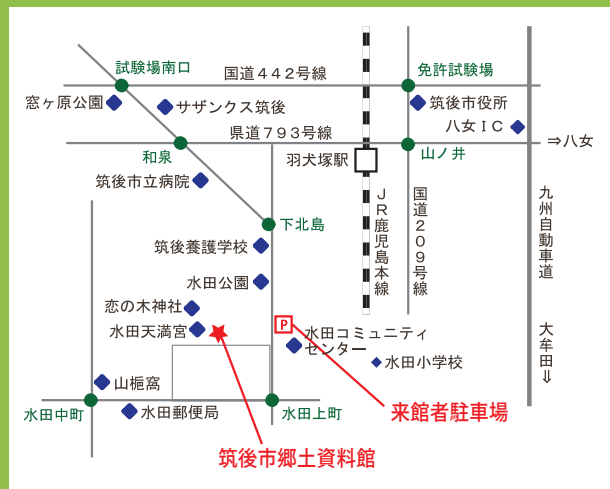 試験場南口
国道442号線
免許試験場
窓ヶ原公園
サザンクス筑後
筑後市役所
八女IC
県道793号線
⇒八女
和泉
羽犬塚駅
山ノ井
筑後市立病院
JR鹿児島本線
国道209号線
九州自動車道
下北島
筑後養護学校
水田公園
恋の木神社
水田天満宮
P
水田コミュニティ
センター
水田小学校
大牟田⇓
山梔窩
水田中町
水田郵便局
水田上町
来館者駐車場
筑後市郷土資料館